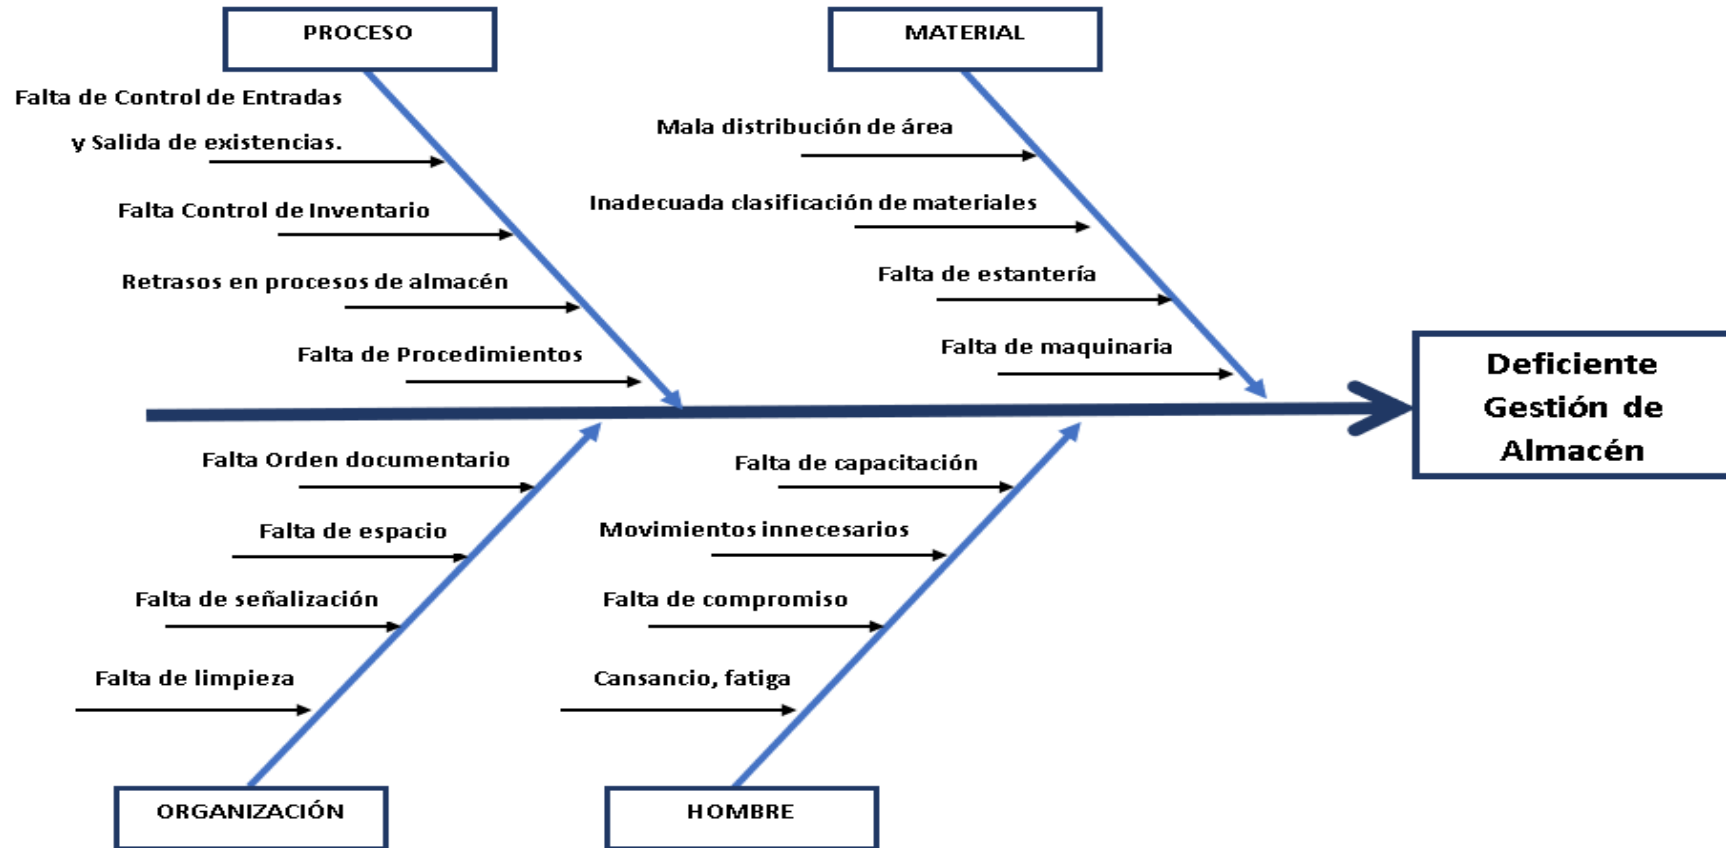 PROCESO
Falta de Control de Entradas
y Salida de existencias.
Falta Control de Inventario
Retrasos en procesos de almacén
Falta de Procedimientos
MATERIAL
Mala distribución de área
Inadecuada clasificación de materiales
Falta de estantería
Falta de maquinaria
Deficiente
Gestión de
Almacén
Falta Orden documentario
Falta de espacio
Falta de señalización
Falta de limpieza
ORGANIZACIÓN
Falta de capacitación
Movimientos innecesarios
Falta de compromiso
Cansancio, fatiga
HOMBRE